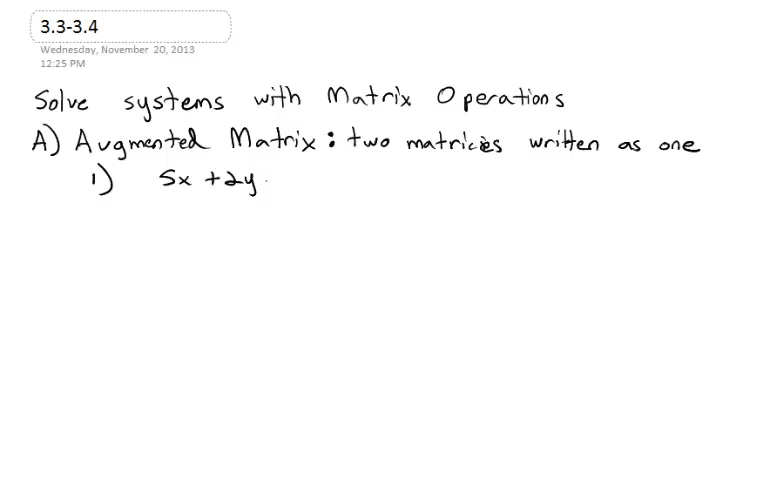 3.3-3.4
Wednesday, November 20, 2013
12:25 PM
Solve systems with Matrix Operations
A) Augmented Matrix: two matrices written as one
1) 5x +2y